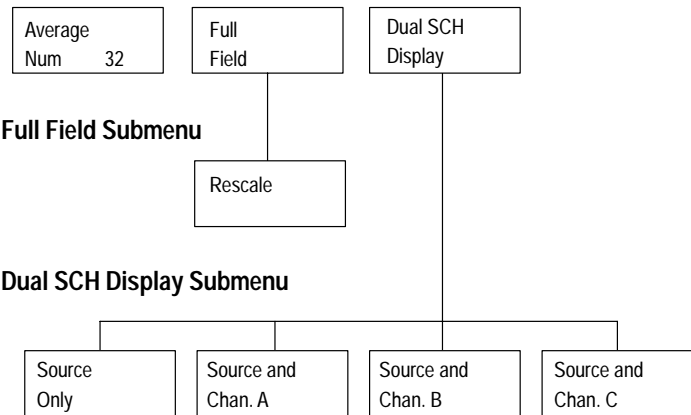 Average
Num 32
Full
Field
Dual SCH
Display
Full Field Submenu
Rescale
Dual SCH Display Submenu
Source
Only
Source and
Chan. A
Source and
Chan. B
Source and
Chan. C